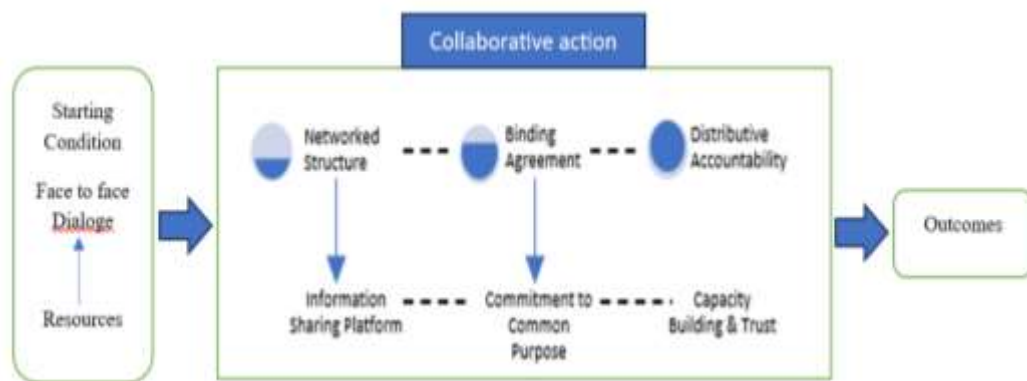 Collaborative action
Starting
Condition
Face to face
Dialoge
Resources
Networked
Structure
Binding
Agreement
Distributive
Accountability
Information
Sharing Platform
Commitment to
Common
Purpose
Capacity
Building & Trust
Outcomes